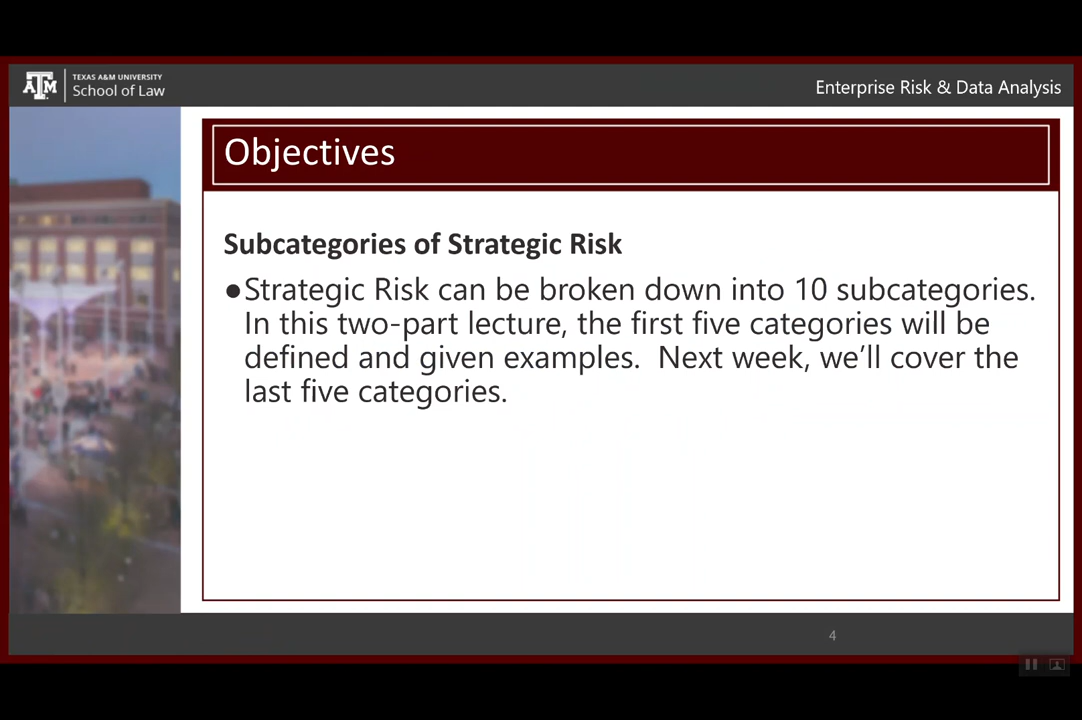 TEXAS A&M UNIVERSITY
School of Law
Enterprise Risk & Data Analysis
Objectives
Subcategories of Strategic Risk
●Strategic Risk can be broken down into 10 subcategories.
In this two-part lecture, the first five categories will be
defined and given examples.  Next week, we’ll cover the
last five categories.
4